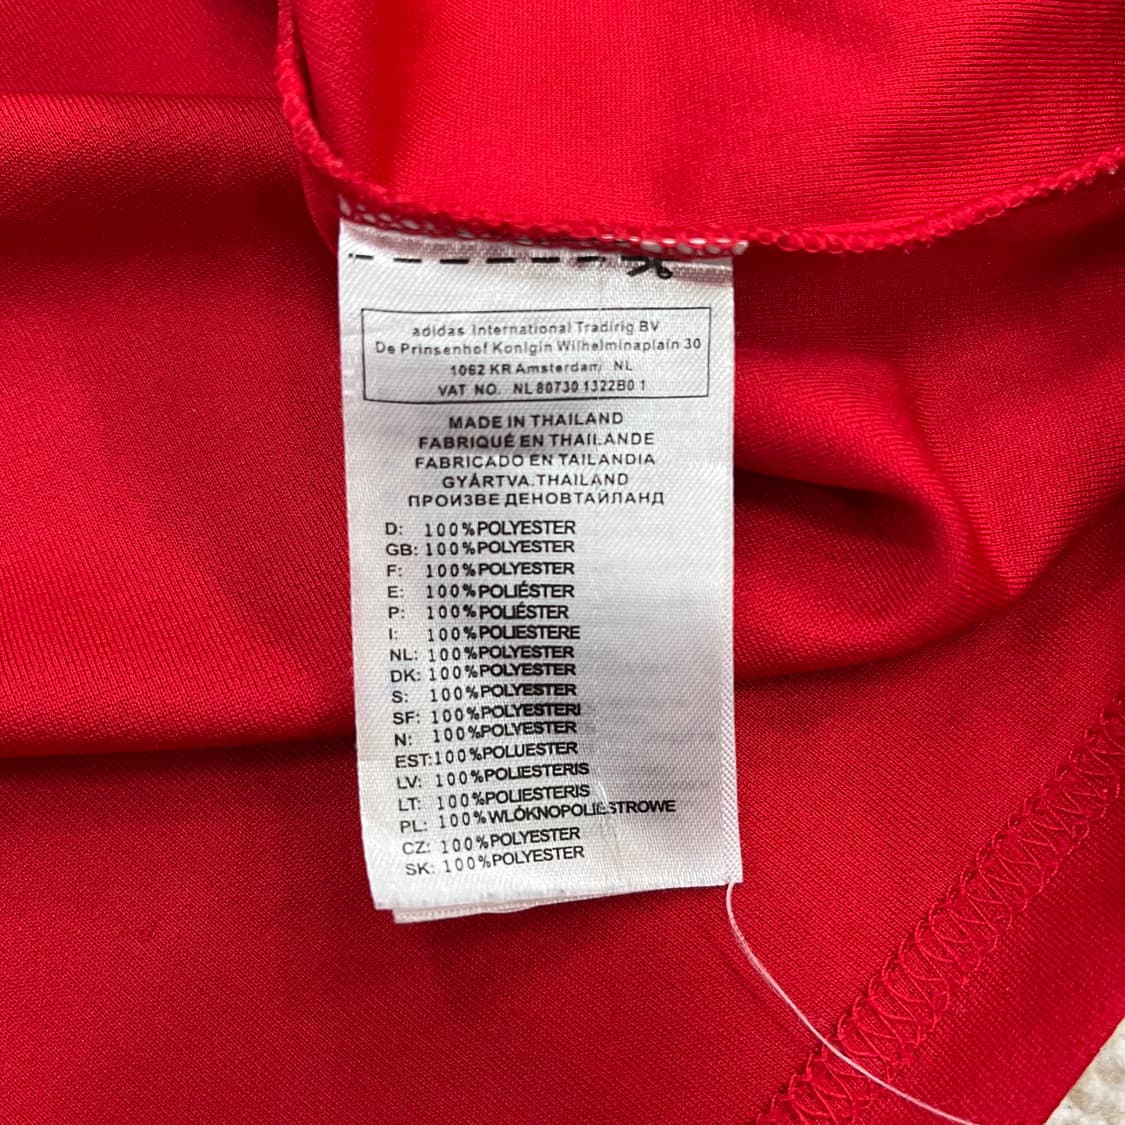 adidas International Tradirig BV
De Prinsenhof Konlgin Wilhelminaplain 30
1062 KR Amsterdam NL
VAT NO. NL 80730 1322B0 1
MADE IN THAILAND
FABRIQUÉ EN THAILANDE
FABRICADO EN TAILANDIA
GYÁRTVA.THAILAND
ПРОИЗВЕ ДЕНОВТАЙЛАНД
D: 100%POLYESTER
GB: 100%POLYESTER
F: 100%POLYESTER
E: 100%POLIÉSTER
P: 100%POLIÉSTER
I: 100%POLIESTERE
NL: 100%POLYESTER
DK: 100%POLYESTER
S: 100%POLYESTER
SF: 100%POLYESTERI
N: 100%POLYESTER
EST: 100%POLUESTER
LV: 100%POLIESTERIS
LT: 100%POLIESTERIS
PL: 100%WLÓKNOPOLIESTROWE
CZ: 100%POLYESTER
SK: 100%POLYESTER